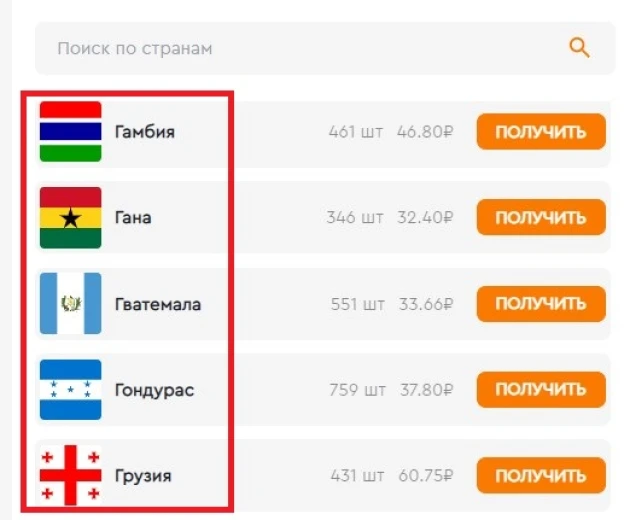 Поиск по странам
Гамбия 461 шт 46.80₽ ПОЛУЧИТЬ
Гана 346 шт 32.40₽ ПОЛУЧИТЬ
Гватемала 551 шт 33.66₽ ПОЛУЧИТЬ
Гондурас 759 шт 37.80₽ ПОЛУЧИТЬ
Грузия 431 шт 60.75₽ ПОЛУЧИТЬ